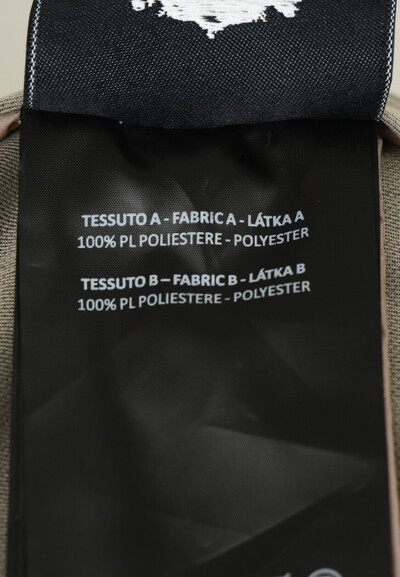 TESSUTO A - FABRIC A - LÁTKA A
100% PL POLIESTERE - POLYESTER
TESSUTO B – FABRIC B - LÁTKA B
100% PL POLIESTERE - POLYESTER